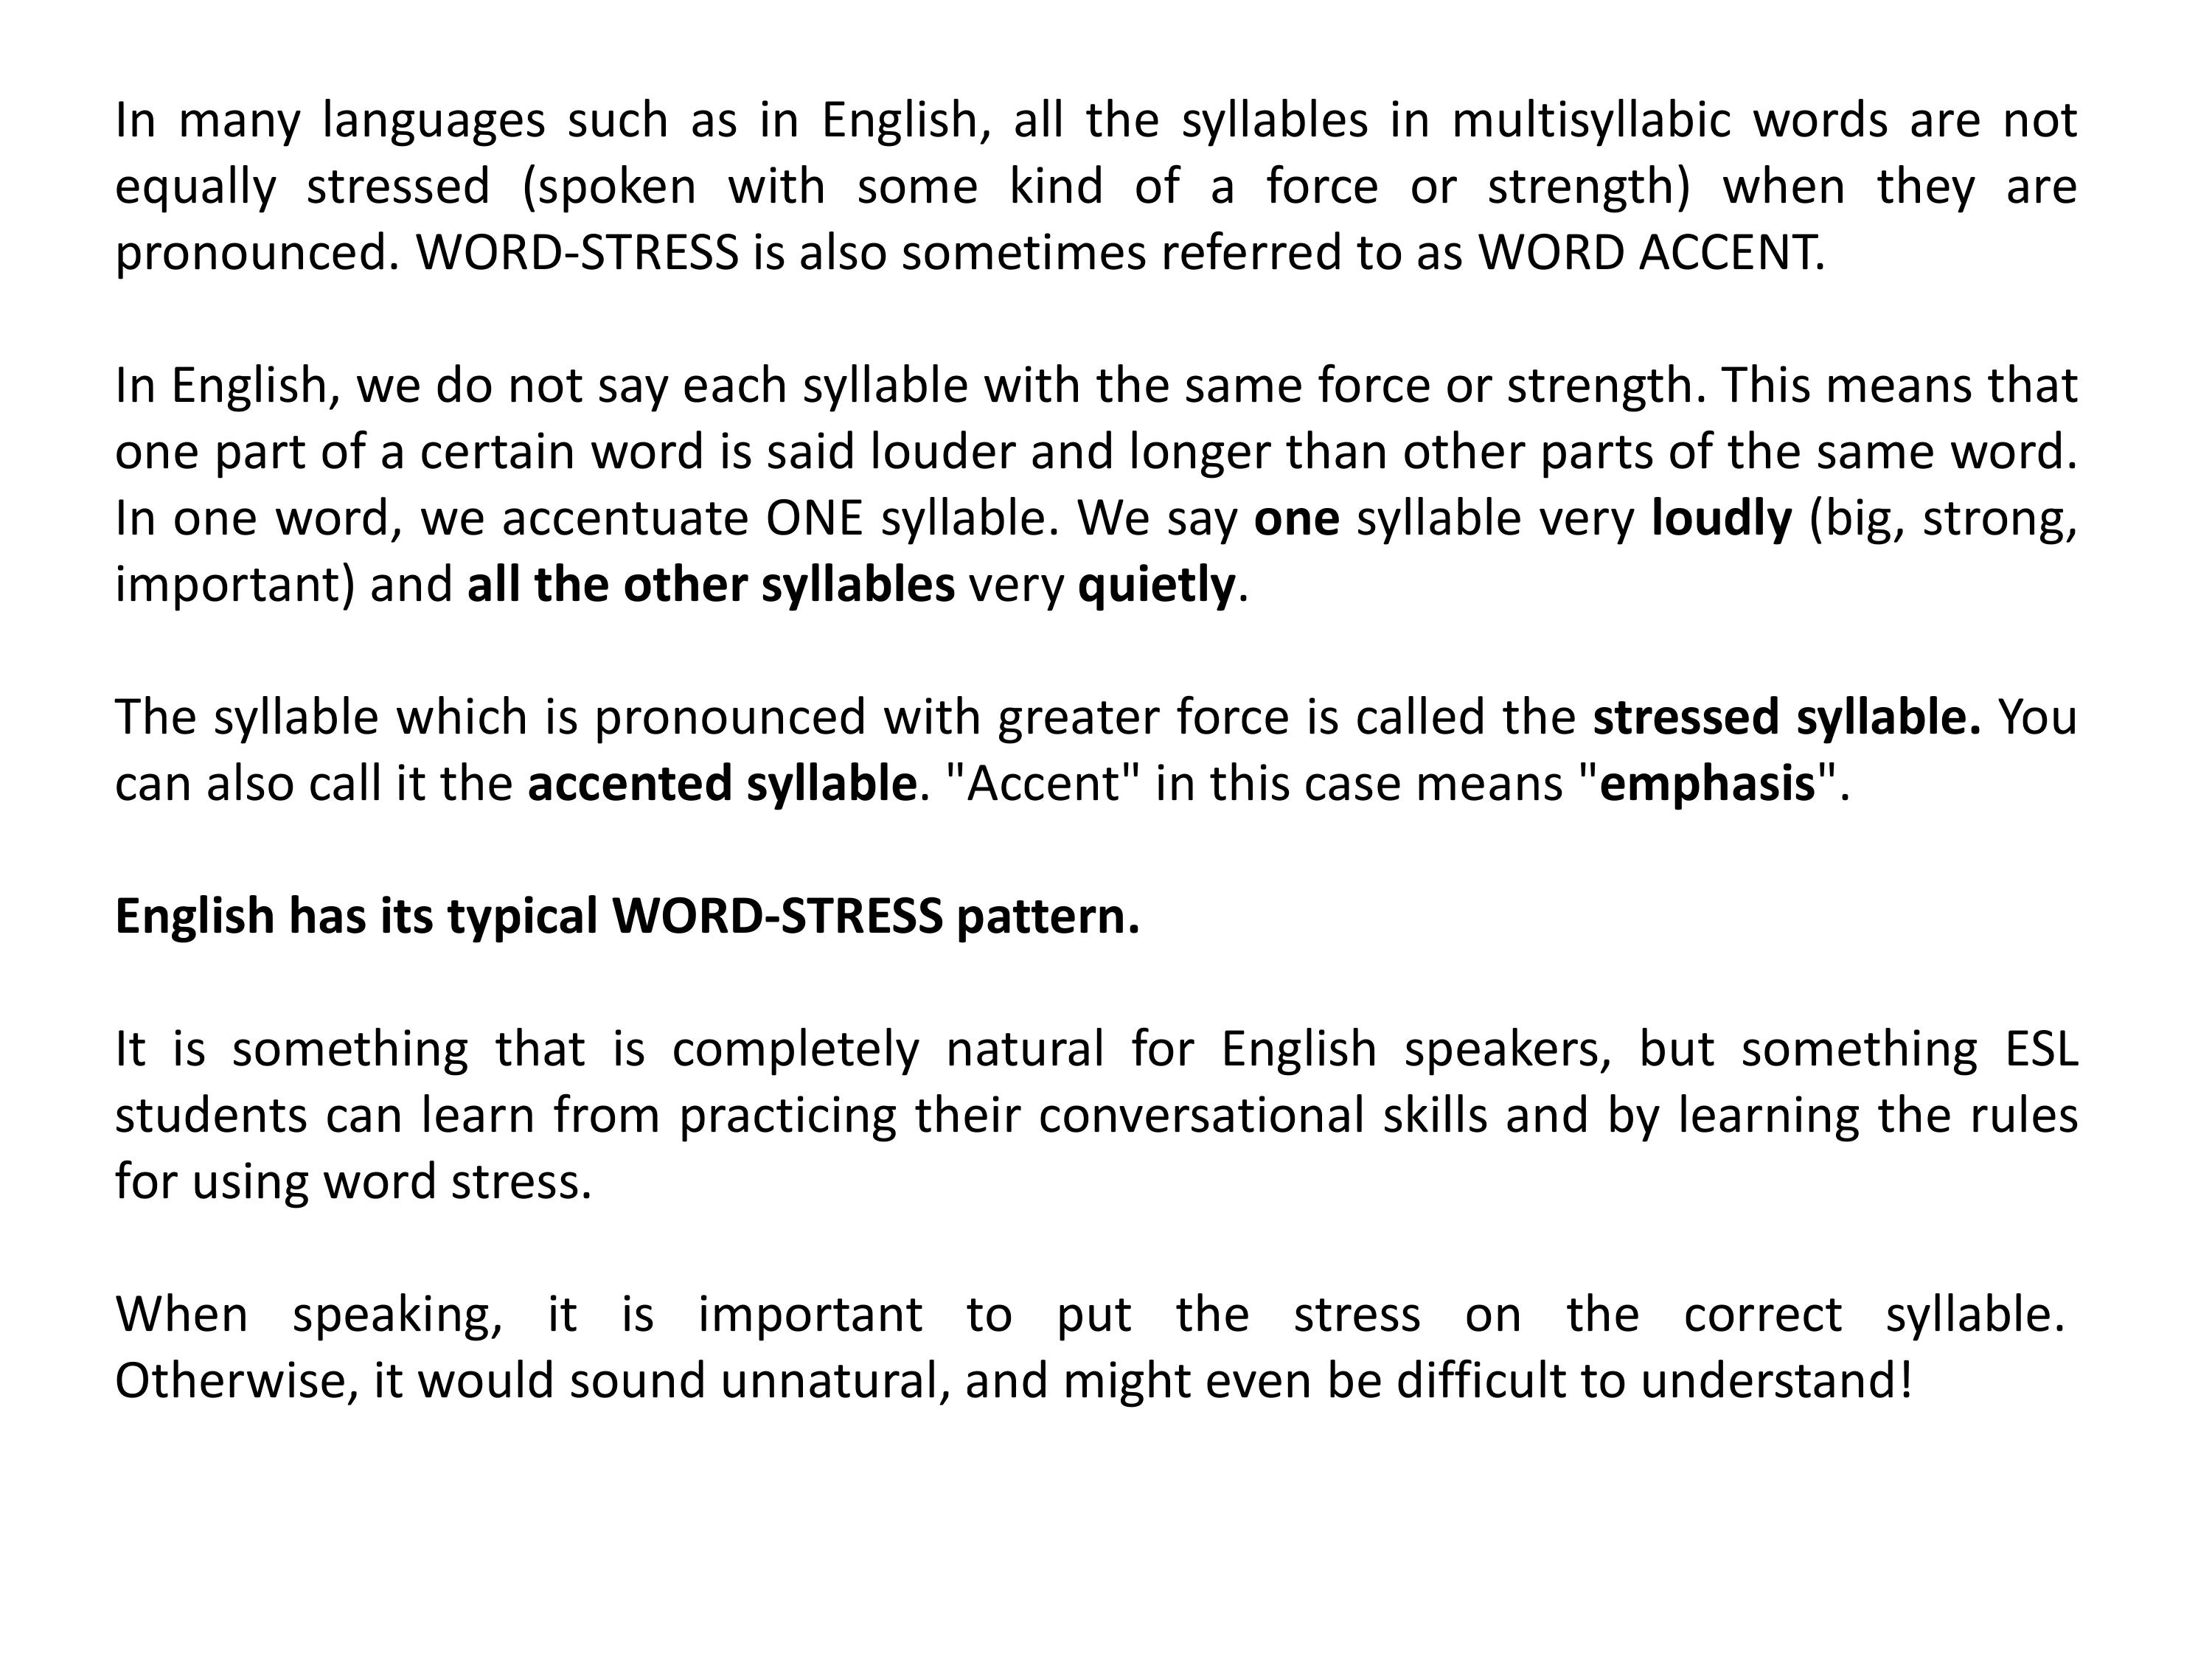 In many languages such as in English, all the syllables in multisyllabic words are not
equally stressed (spoken with some kind of a force or strength) when they are
pronounced. WORD-STRESS is also sometimes referred to as WORD ACCENT.
In English, we do not say each syllable with the same force or strength. This means that
one part of a certain word is said louder and longer than other parts of the same word.
In one word, we accentuate ONE syllable. We say one syllable very loudly (big, strong,
important) and all the other syllables very quietly.
The syllable which is pronounced with greater force is called the stressed syllable. You
can also call it the accented syllable. "Accent" in this case means "emphasis".
English has its typical WORD-STRESS pattern.
It is something that is completely natural for English speakers, but something ESL
students can learn from practicing their conversational skills and by learning the rules
for using word stress.
When speaking, it is important to put the stress on the correct syllable.
Otherwise, it would sound unnatural, and might even be difficult to understand!